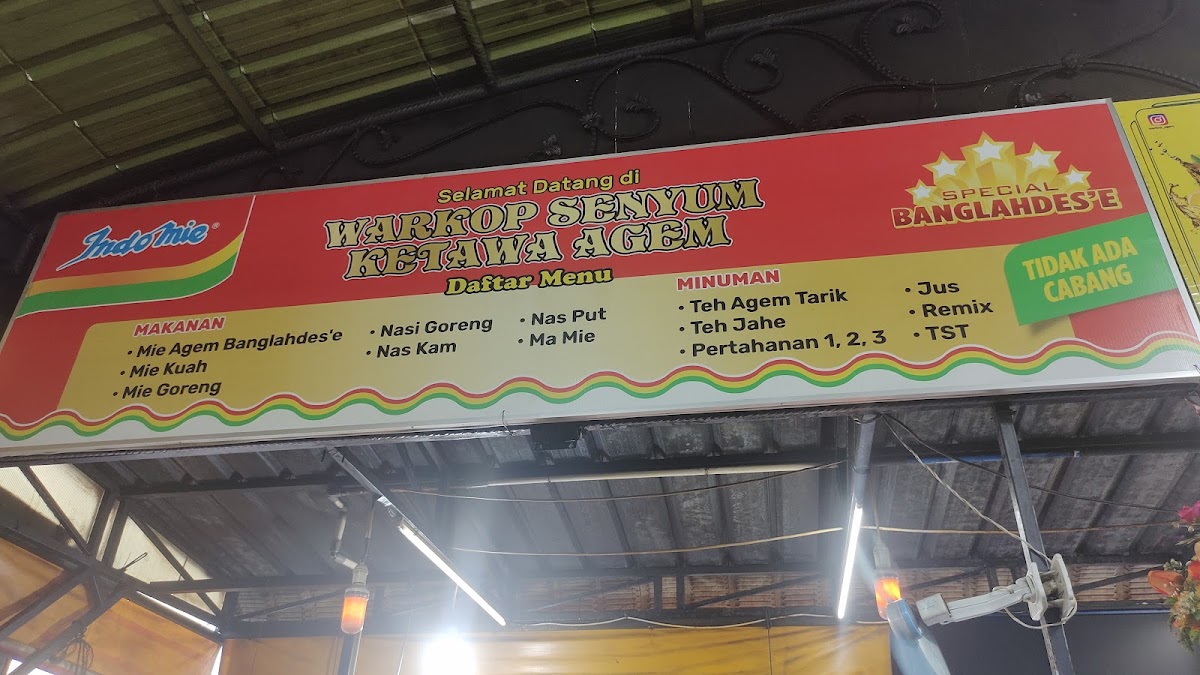 Indomie
Selamat Datang di
WARKOP SENYUM
KETAWA AGEM
Daftar Menu
SPECIAL
BANGLAHDES'E
TIDAK ADA
CABANG
MAKANAN
• Mie Agem Banglahdes'e
• Mie Kuah
• Mie Goreng
• Nasi Goreng
• Nas Kam
• Nas Put
• Ma Mie
MINUMAN
• Teh Agem Tarik
• Teh Jahe
• Pertahanan 1, 2, 3
• Jus
• Remix
• TST